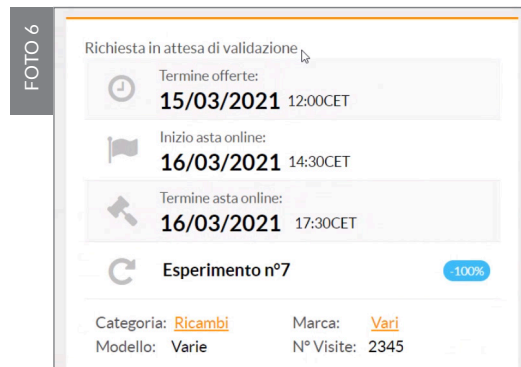 FOTO 6
Richiesta in attesa di validazione
Termine offerte:
15/03/2021 12:00CET
Inizio asta online:
16/03/2021 14:30CET
Termine asta online:
16/03/2021 17:30CET
Esperimento n°7 -100%
Categoria: Ricambi Marca: Vari
Modello: Varie N° Visite: 2345